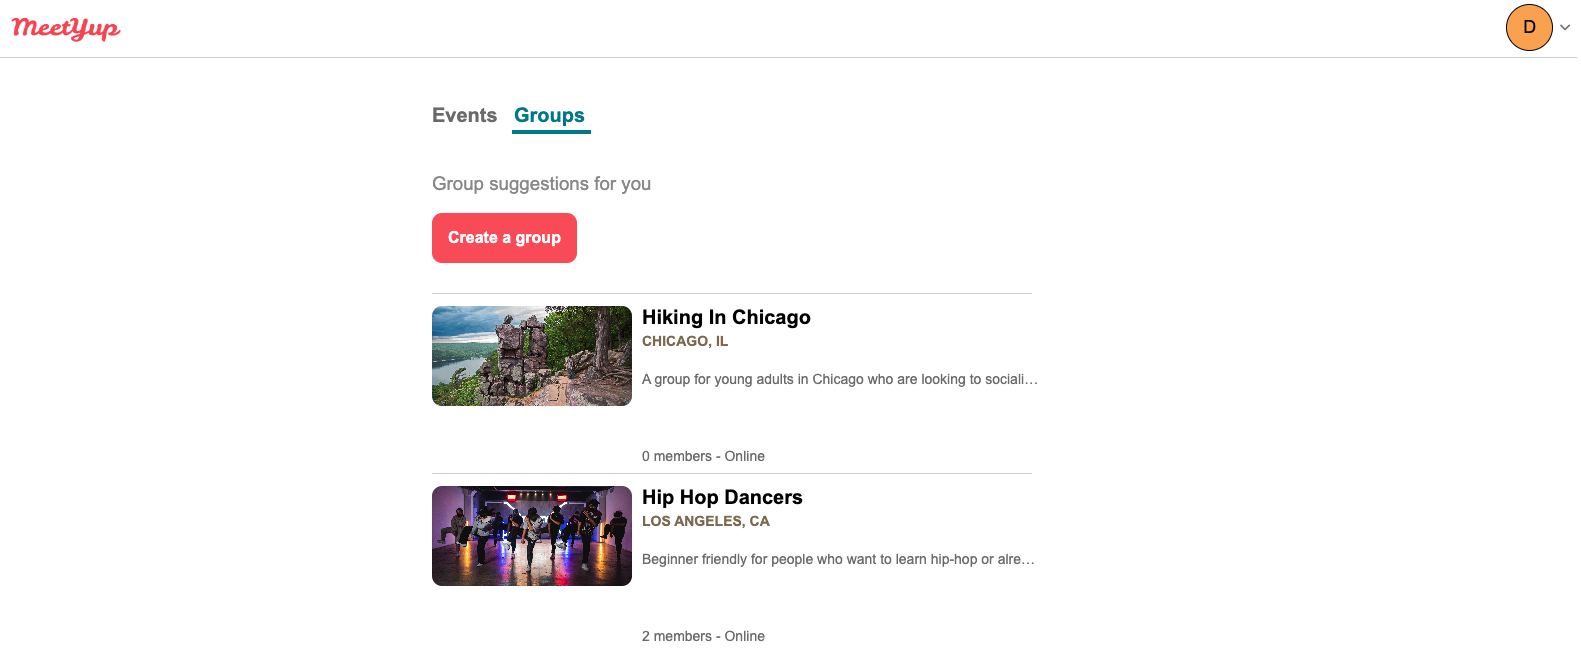 MeetYup
D
Events Groups
Group suggestions for you
Create a group
Hiking In Chicago
CHICAGO, IL
A group for young adults in Chicago who are looking to sociali…
0 members - Online
Hip Hop Dancers
LOS ANGELES, CA
Beginner friendly for people who want to learn hip-hop or alre…
2 members - Online